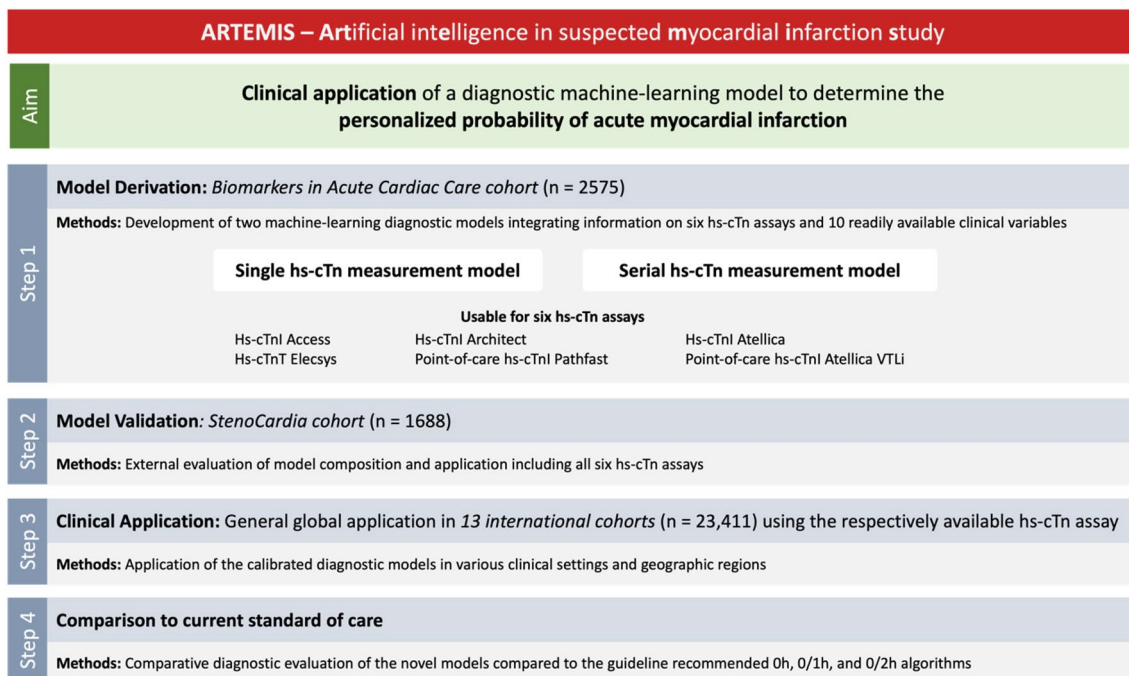 ARTEMIS – Artificial intelligence in suspected myocardial infarction study
Aim
Clinical application of a diagnostic machine-learning model to determine the
personalized probability of acute myocardial infarction
Step 1
Model Derivation: Biomarkers in Acute Cardiac Care cohort (n = 2575)
Methods: Development of two machine-learning diagnostic models integrating information on six hs-cTn assays and 10 readily available clinical variables
Single hs-cTn measurement model
Serial hs-cTn measurement model
Usable for six hs-cTn assays
Hs-cTnI Access Hs-cTnI Architect Hs-cTnI Atellica
Hs-cTnT Elecsys Point-of-care hs-cTnI Pathfast Point-of-care hs-cTnI Atellica VTLi
Step 2
Model Validation: StenoCardia cohort (n = 1688)
Methods: External evaluation of model composition and application including all six hs-cTn assays
Step 3
Clinical Application: General global application in 13 international cohorts (n = 23,411) using the respectively available hs-cTn assay
Methods: Application of the calibrated diagnostic models in various clinical settings and geographic regions
Step 4
Comparison to current standard of care
Methods: Comparative diagnostic evaluation of the novel models compared to the guideline recommended 0h, 0/1h, and 0/2h algorithms